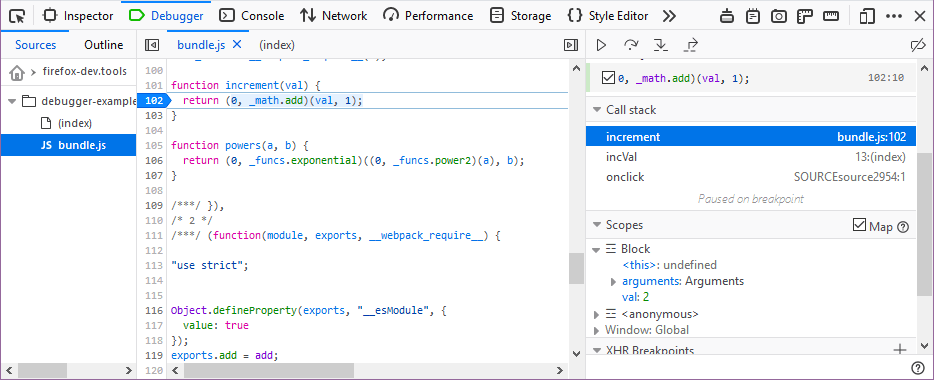 Inspector Debugger Console Network Performance Storage Style Editor
Sources Outline
bundle.js (index)
firefox-dev.tools
debugger-example
(index)
JS bundle.js
100
101 function increment(val) {
102 return (0, _math.add)(val, 1);
103 }
104
105 function powers(a, b) {
106 return (0, _funcs.exponential)((0, _funcs.power2)(a), b);
107 }
108
109 /***/ }),
110 /* 2 */
111 /***/ (function(module, exports, __webpack_require__) {
112
113 "use strict";
114
115
116 Object.defineProperty(exports, "__esModule", {
117 value: true
118 });
119 exports.add = add;
120
0, _math.add)(val, 1); 102:10
Call stack
increment bundle.js:102
incVal 13:(index)
onclick SOURCEsource2954:1
Paused on breakpoint
Scopes Map
Block
<this>: undefined
arguments: Arguments
val: 2
<anonymous>
Window: Global
XHR Breakpoints